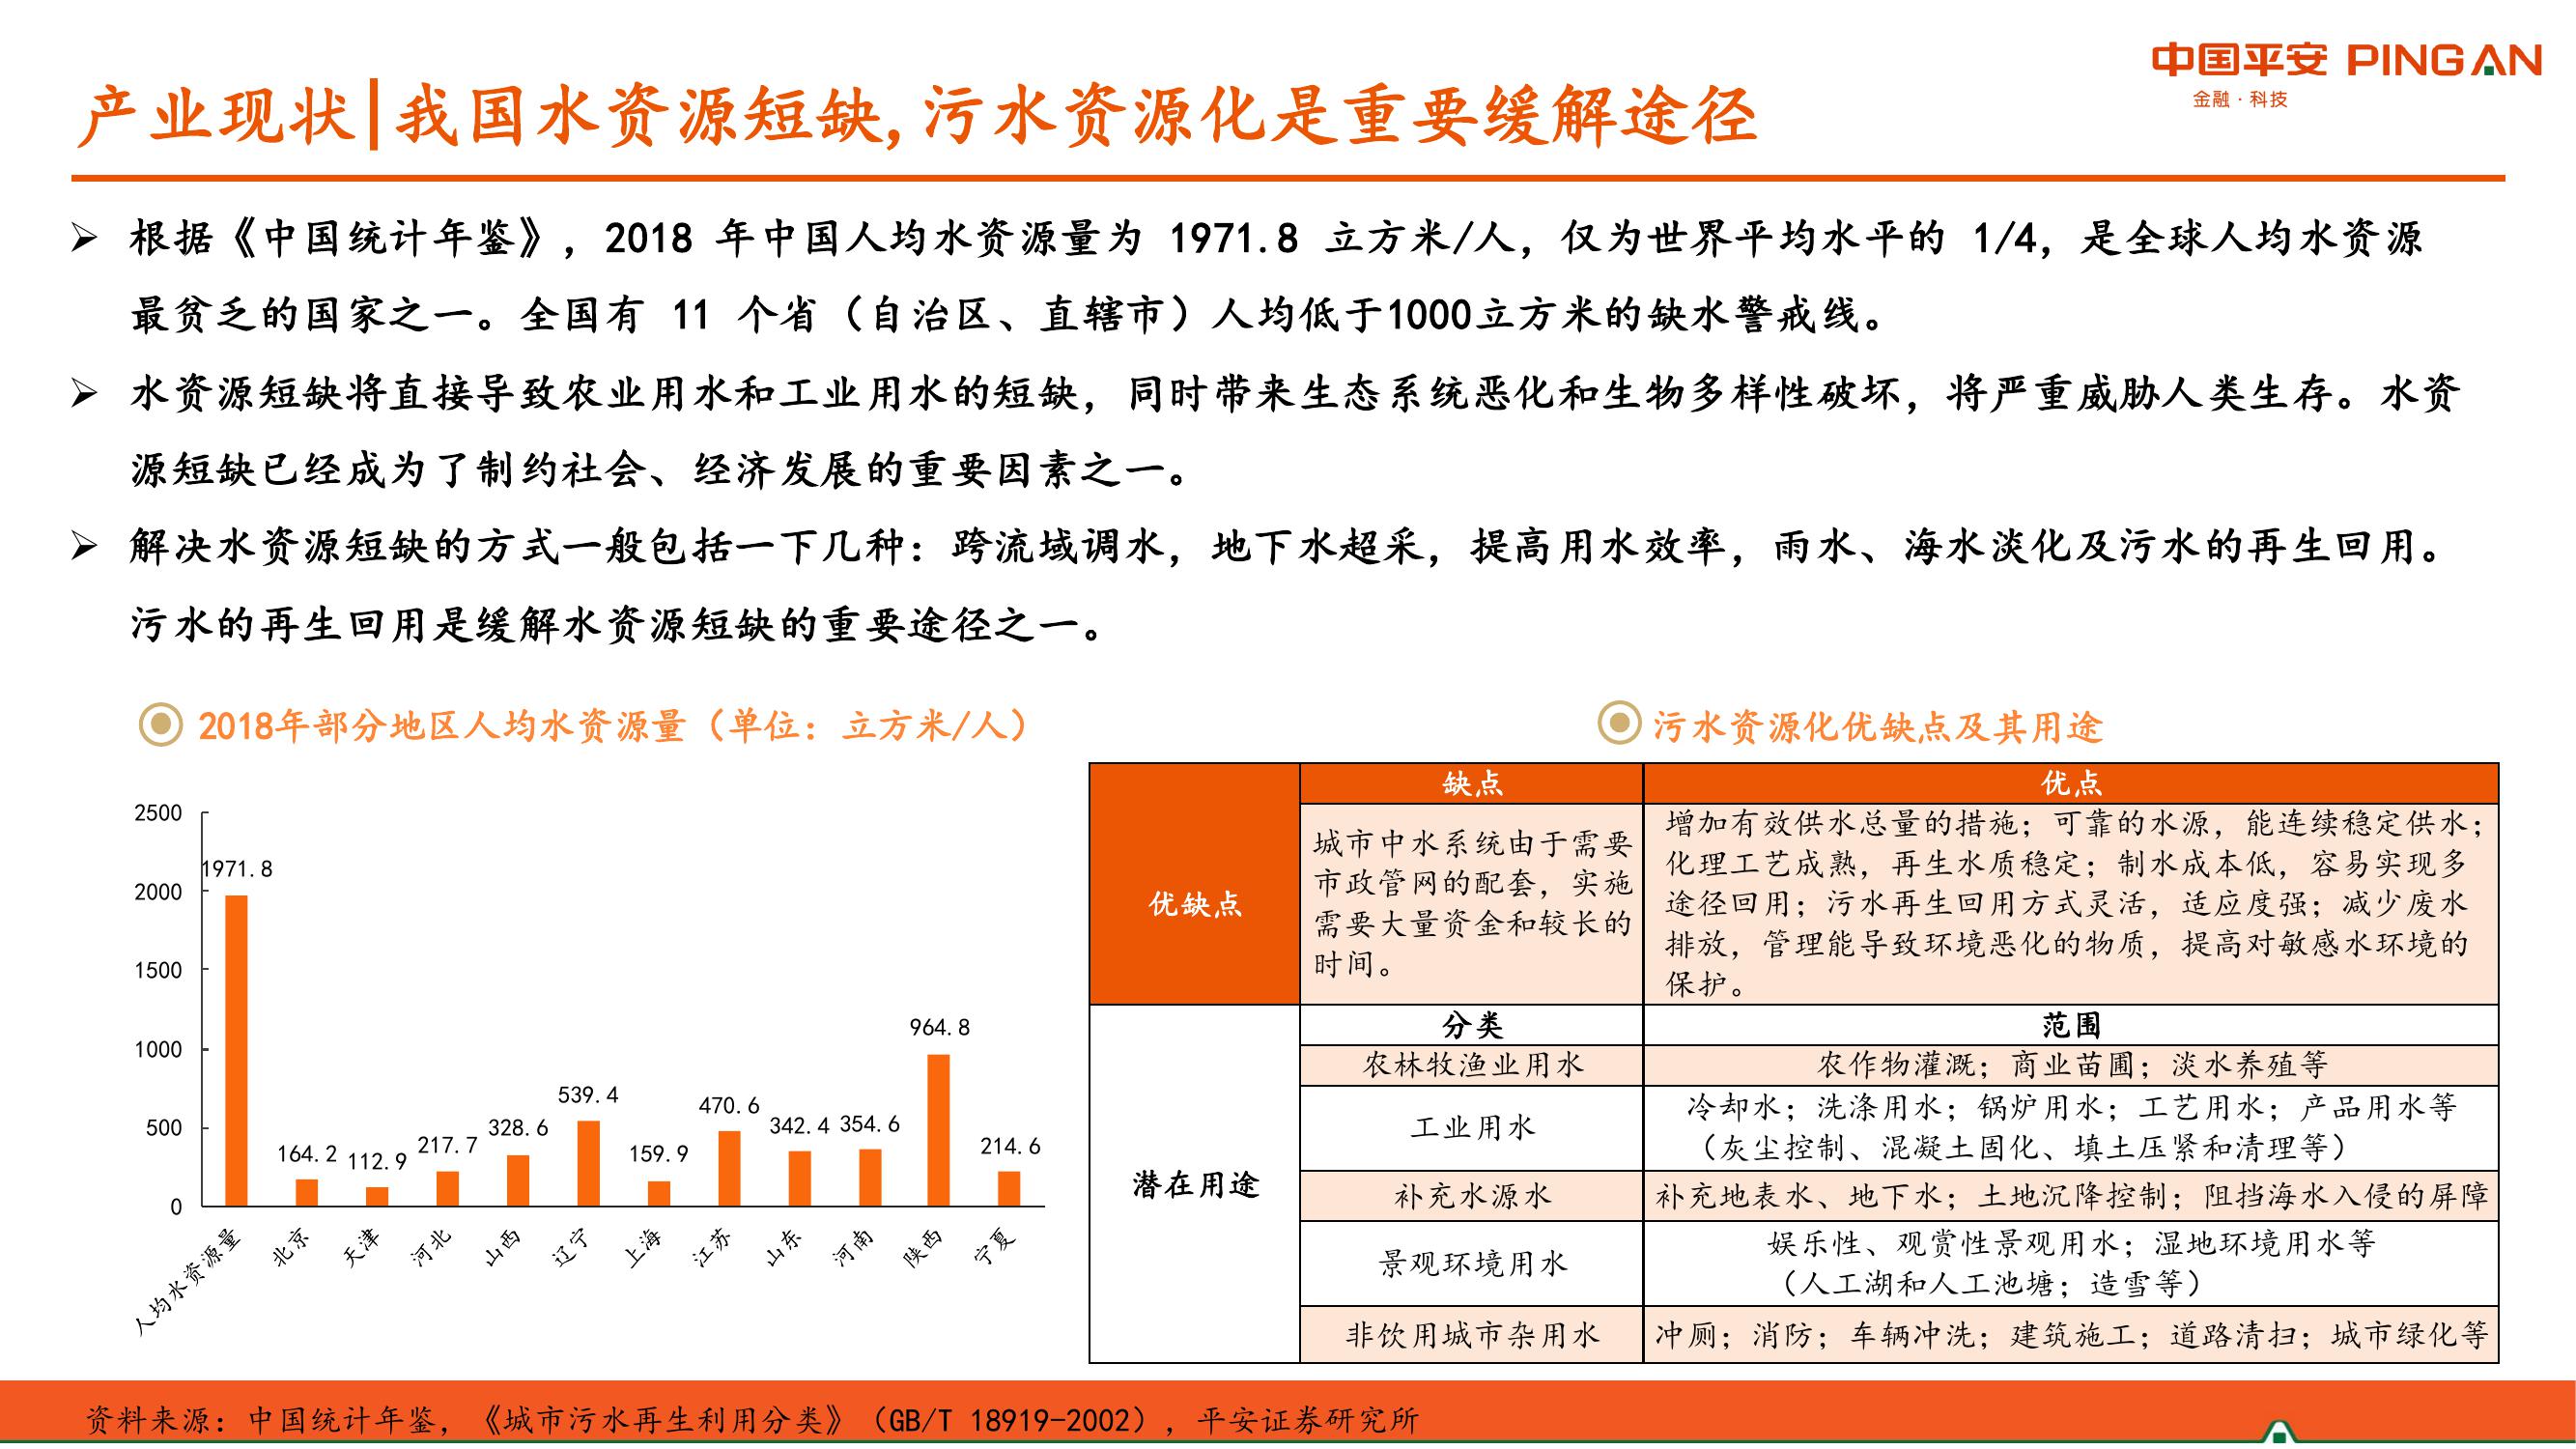 中国平安 PING AN
金融·科技
产业现状|我国水资源短缺,污水资源化是重要缓解途径
➢ 根据《中国统计年鉴》，2018 年中国人均水资源量为 1971.8 立方米/人，仅为世界平均水平的 1/4，是全球人均水资源
最贫乏的国家之一。全国有 11 个省（自治区、直辖市）人均低于1000立方米的缺水警戒线。
➢ 水资源短缺将直接导致农业用水和工业用水的短缺，同时带来生态系统恶化和生物多样性破坏，将严重威胁人类生存。水资
源短缺已经成为了制约社会、经济发展的重要因素之一。
➢ 解决水资源短缺的方式一般包括一下几种：跨流域调水，地下水超采，提高用水效率，雨水、海水淡化及污水的再生回用。
污水的再生回用是缓解水资源短缺的重要途径之一。
2018年部分地区人均水资源量（单位：立方米/人）
2500
2000
1500
1000
500
0
1971.8
164.2
112.9
217.7
328.6
539.4
159.9
470.6
342.4
354.6
964.8
214.6
人均水资源量
北京
天津
河北
山西
辽宁
上海
江苏
山东
河南
陕西
宁夏
污水资源化优缺点及其用途
优缺点
缺点
优点
城市中水系统由于需要
市政管网的配套，实施
需要大量资金和较长的
时间。
增加有效供水总量的措施；可靠的水源，能连续稳定供水；
化理工艺成熟，再生水质稳定；制水成本低，容易实现多
途径回用；污水再生回用方式灵活，适应度强；减少废水
排放，管理能导致环境恶化的物质，提高对敏感水环境的
保护。
潜在用途
分类
范围
农林牧渔业用水
农作物灌溉；商业苗圃；淡水养殖等
工业用水
冷却水；洗涤用水；锅炉用水；工艺用水；产品用水等
（灰尘控制、混凝土固化、填土压紧和清理等）
补充水源水
补充地表水、地下水；土地沉降控制；阻挡海水入侵的屏障
景观环境用水
娱乐性、观赏性景观用水；湿地环境用水等
（人工湖和人工池塘；造雪等）
非饮用城市杂用水
冲厕；消防；车辆冲洗；建筑施工；道路清扫；城市绿化等
资料来源：中国统计年鉴，《城市污水再生利用分类》（GB/T 18919-2002），平安证券研究所